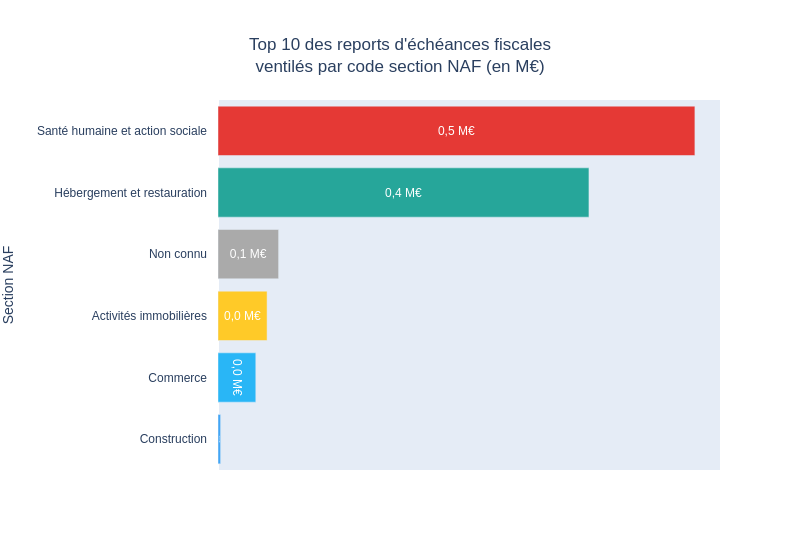 Top 10 des reports d'échéances fiscales
ventilés par code section NAF (en M€)
Section NAF
Santé humaine et action sociale
0,5 M€
Hébergement et restauration
0,4 M€
Non connu
0,1 M€
Activités immobilières
0,0 M€
Commerce
0,0 M€
Construction